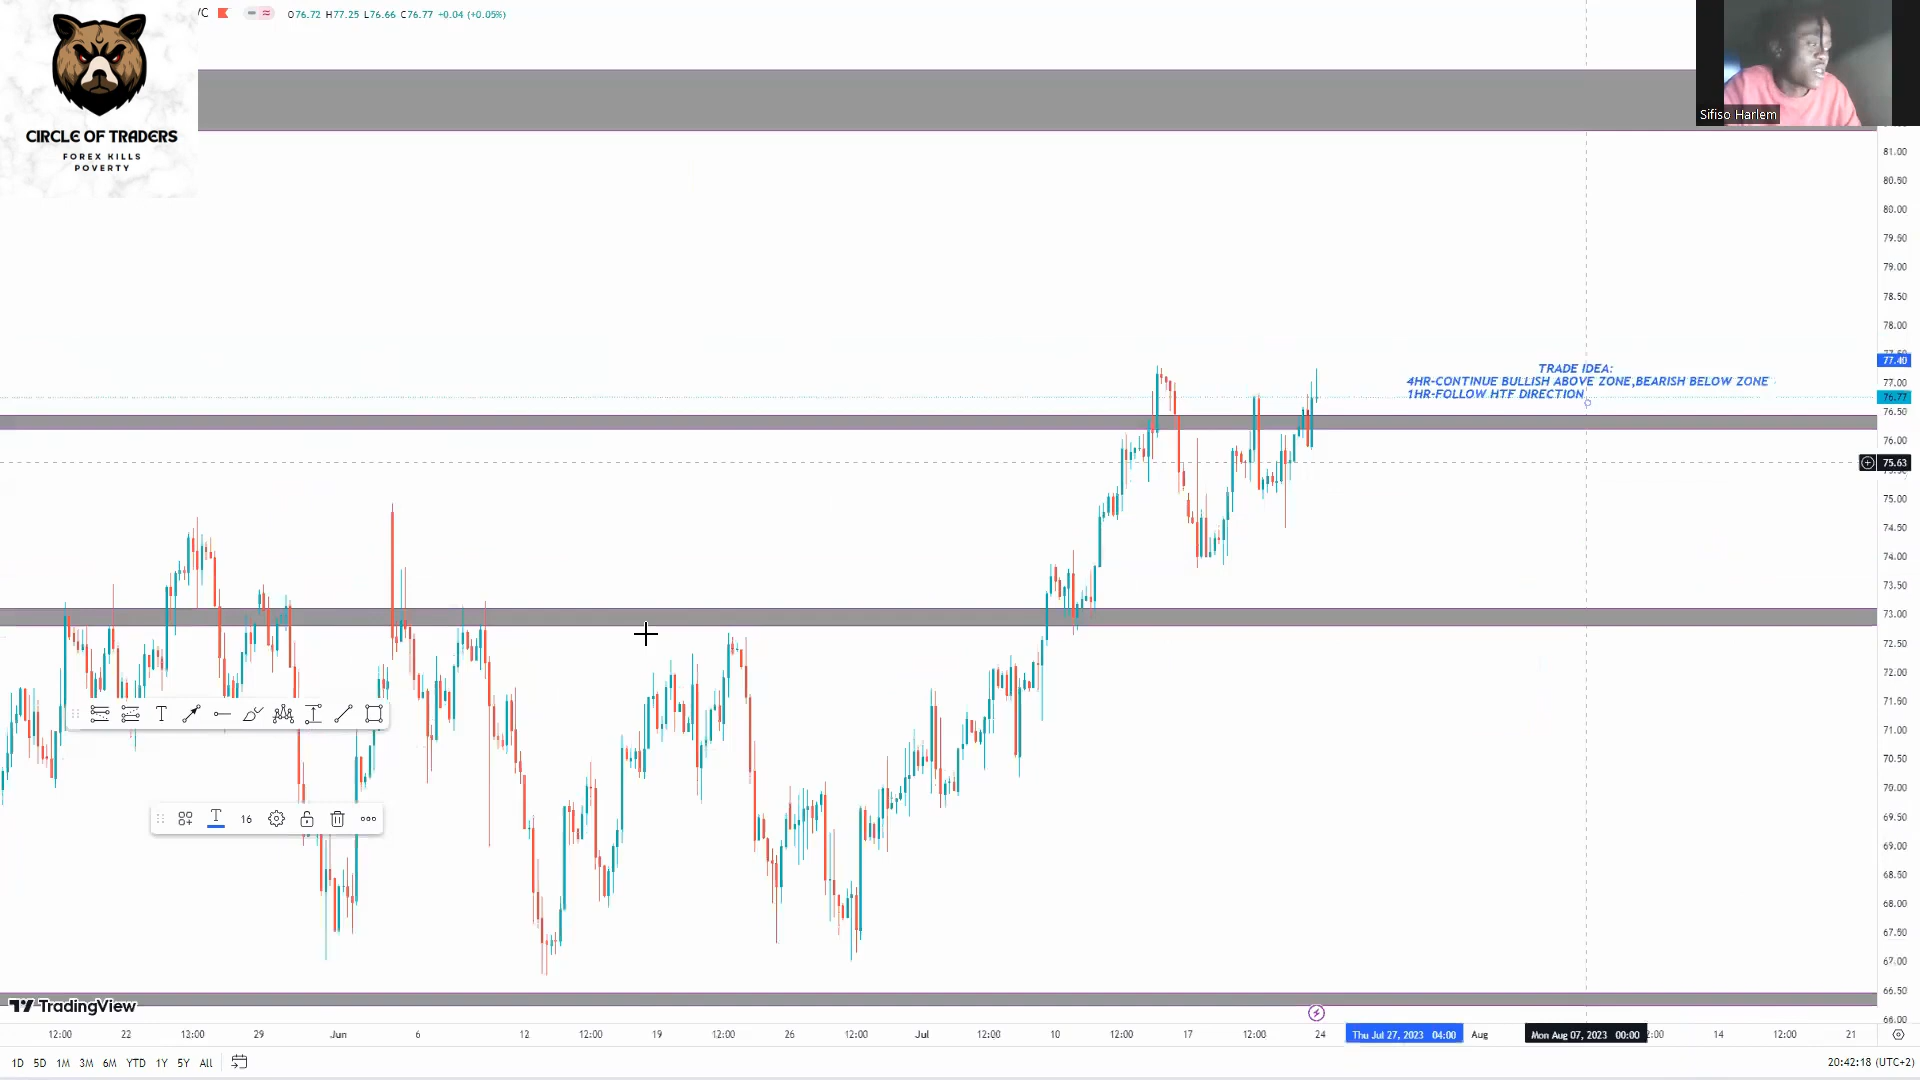 CIRCLE OF TRADERS
FOREX KILLS
POVERTY
VC O76.72 H77.25 L76.66 C76.77 +0.04 (+0.05%)
Sifiso Harlem
81.00
80.50
80.00
79.50
79.00
78.50
78.00
77.40
77.00
76.77
76.50
76.00
75.63
75.00
74.50
74.00
73.50
73.00
72.50
72.00
71.50
71.00
70.50
70.00
69.50
69.00
68.50
68.00
67.50
67.00
66.50
66.00
TRADE IDEA:
4HR-CONTINUE BULLISH ABOVE ZONE,BEARISH BELOW ZONE
1HR-FOLLOW HTF DIRECTION
T
T 16
TradingView
12:00 22 13:00 29 Jun 6 12 12:00 19 12:00 26 12:00 Jul 12:00 10 12:00 17 12:00 24 Thu Jul 27, 2023 04:00 Aug Mon Aug 07, 2023 00:00 2:00 14 12:00 21
1D 5D 1M 3M 6M YTD 1Y 5Y All 20:42:18 (UTC+2)